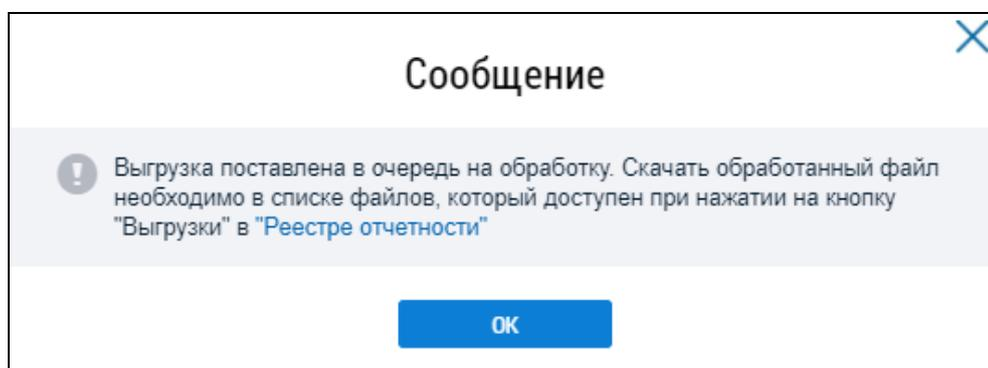 Сообщение
Выгрузка поставлена в очередь на обработку. Скачать обработанный файл
необходимо в списке файлов, который доступен при нажатии на кнопку
"Выгрузки" в "Реестре отчетности"
ОК